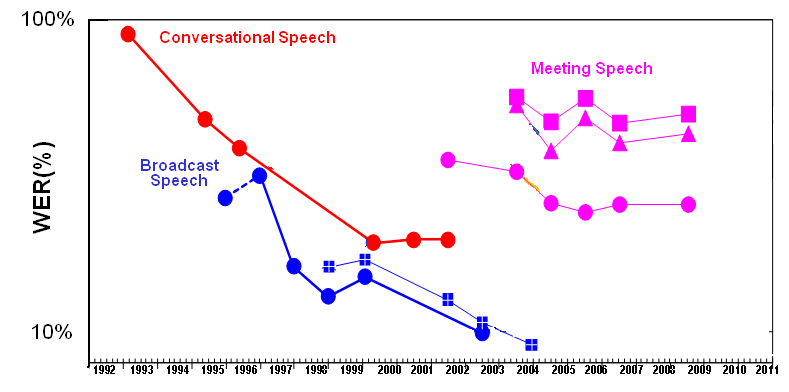 100%
Conversational Speech
Meeting Speech
Broadcast
Speech
WER(%)
10%
1992 1993 1994 1995 1996 1997 1998 1999 2000 2001 2002 2003 2004 2005 2006 2007 2009 2009 2010 2011